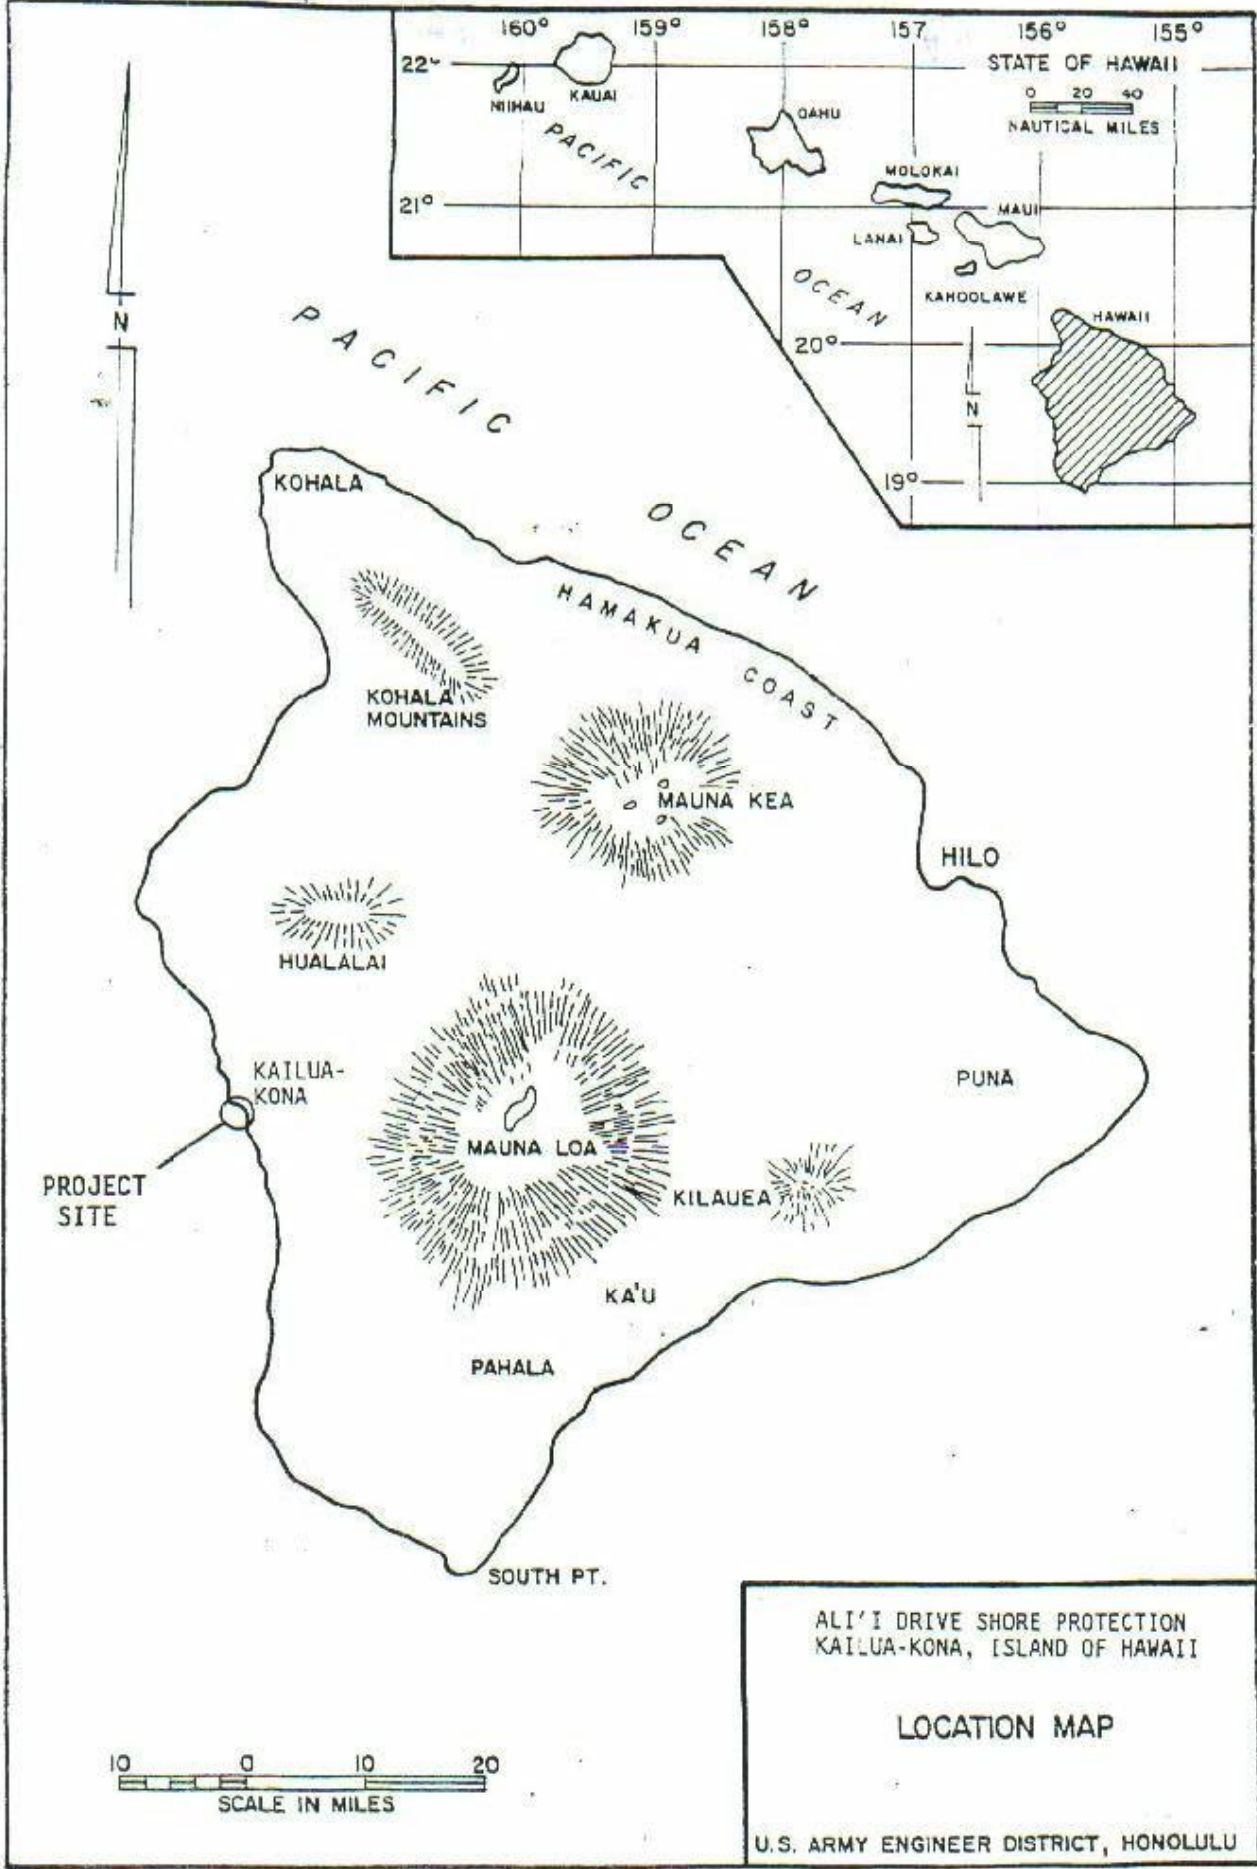 160° 159° 158° 157 156° 155°
22°
STATE OF HAWAII
0 20 40
NAUTICAL MILES
NIIHAU
KAUAI
OAHU
PACIFIC
MOLOKAI
21°
MAUI
LANAI
OCEAN
KAHOOLAWE
HAWAII
20°
N
19°
N
PACIFIC
OCEAN
KOHALA
HAMAKUA COAST
KOHALA
MOUNTAINS
MAUNA KEA
HILO
HUALALAI
KAILUA-
KONA
PUNA
MAUNA LOA
PROJECT
SITE
KILAUEA
KA'U
PAHALA
SOUTH PT.
ALI'I DRIVE SHORE PROTECTION
KAILUA-KONA, ISLAND OF HAWAII
LOCATION MAP
10 0 10 20
SCALE IN MILES
U.S. ARMY ENGINEER DISTRICT, HONOLULU